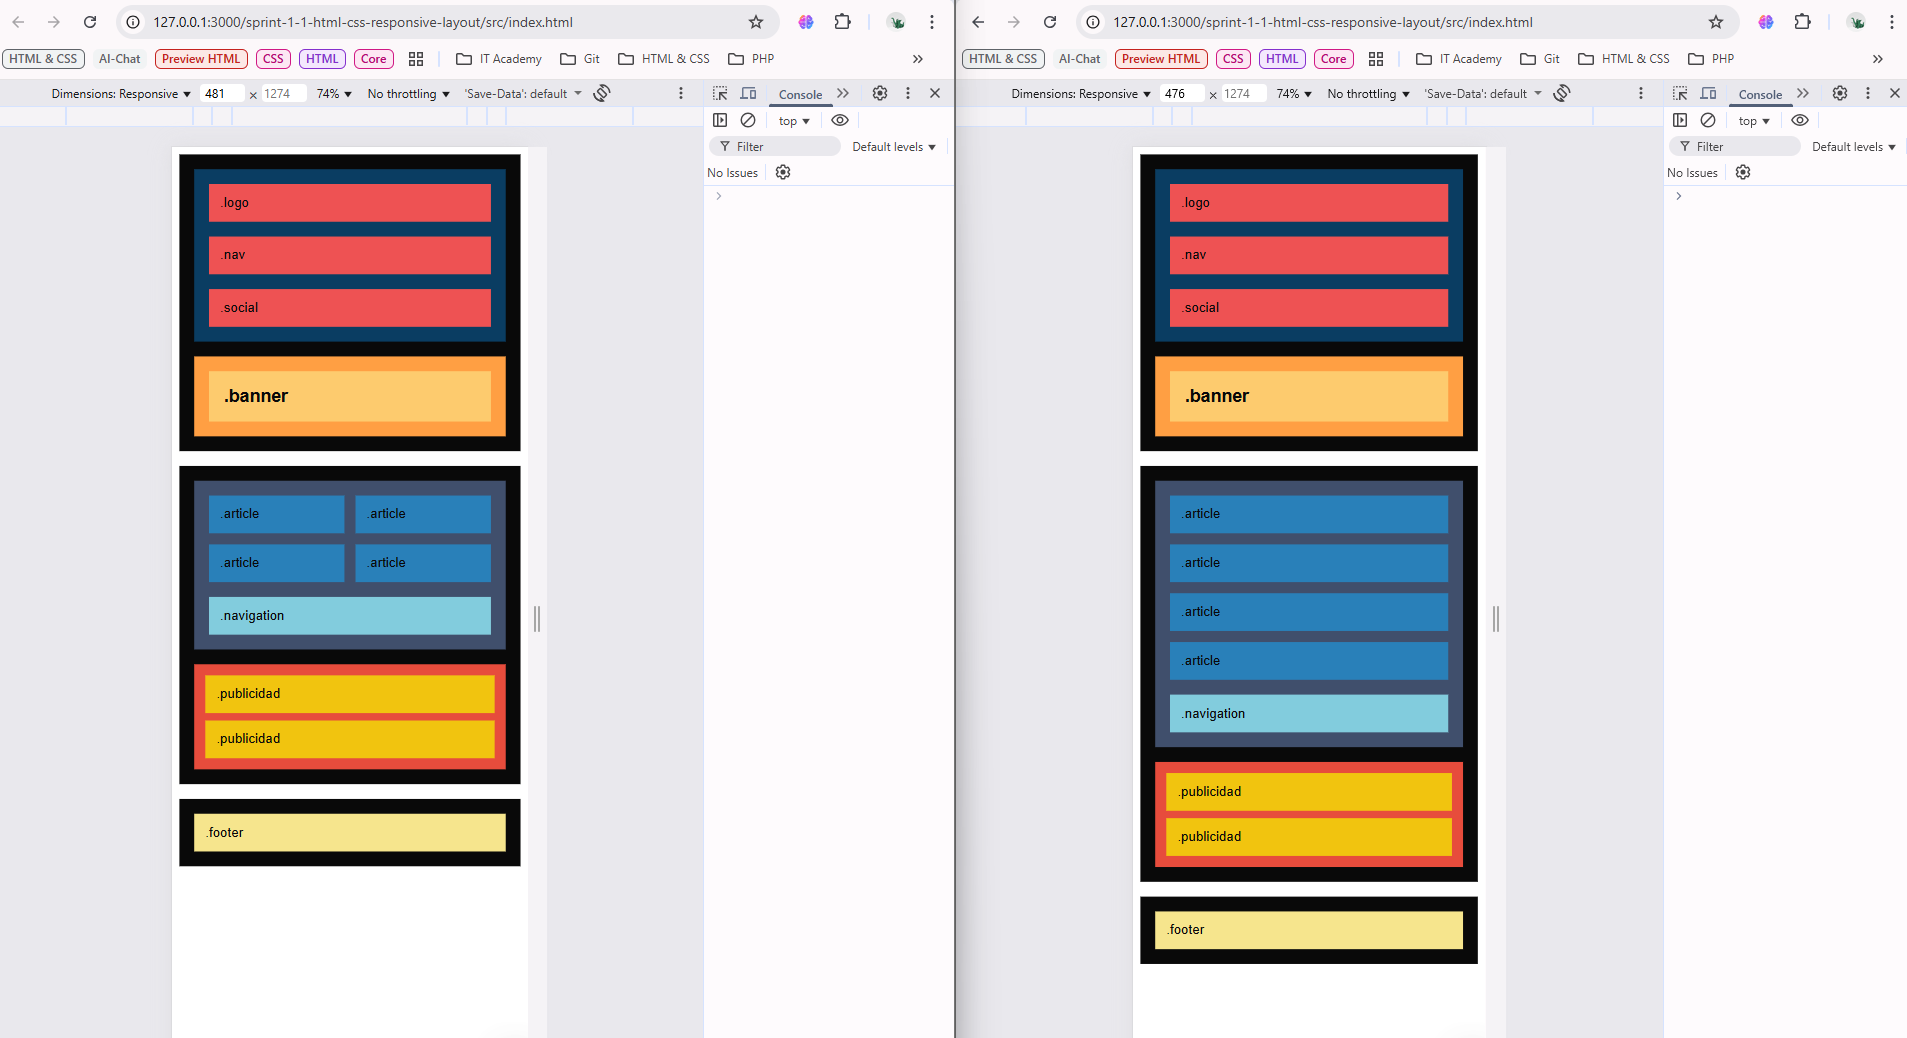 127.0.0.1:3000/sprint-1-1-html-css-responsive-layout/src/index.html
HTML & CSS AI-Chat Preview HTML CSS HTML Core IT Academy Git HTML & CSS PHP
Dimensions: Responsive 481 × 1274 74% No throttling 'Save-Data': default
Console
top
Filter Default levels
No Issues
.logo
.nav
.social
.banner
.article .article
.article .article
.navigation
.publicidad
.publicidad
.footer
127.0.0.1:3000/sprint-1-1-html-css-responsive-layout/src/index.html
HTML & CSS AI-Chat Preview HTML CSS HTML Core IT Academy Git HTML & CSS PHP
Dimensions: Responsive 476 × 1274 74% No throttling 'Save-Data': default
Console
top
Filter Default levels
No Issues
.logo
.nav
.social
.banner
.article
.article
.article
.article
.navigation
.publicidad
.publicidad
.footer